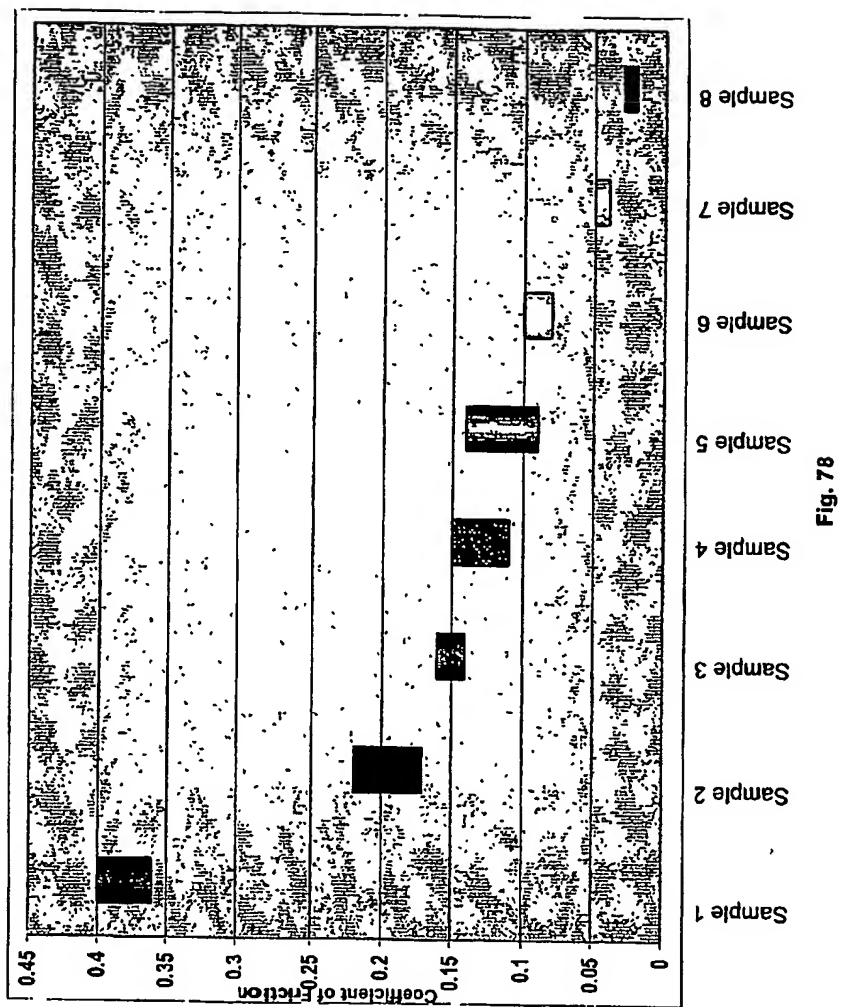 0.45
0.4
0.35
0.3
0.25
0.2
0.15
0.1
0.05
0
Coefficient of Friction
Sample 1
Sample 2
Sample 3
Sample 4
Sample 5
Sample 6
Sample 7
Sample 8
Fig. 78